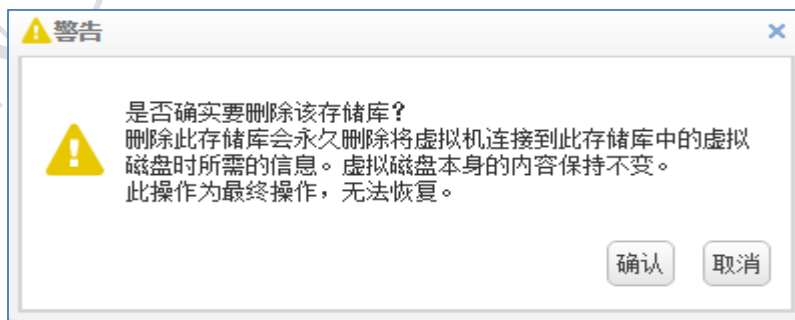 警告
是否确实要删除该存储库?
删除此存储库会永久删除将虚拟机连接到此存储库中的虚拟
磁盘时所需的信息。虚拟磁盘本身的内容保持不变。
此操作为最终操作，无法恢复。
确认 取消